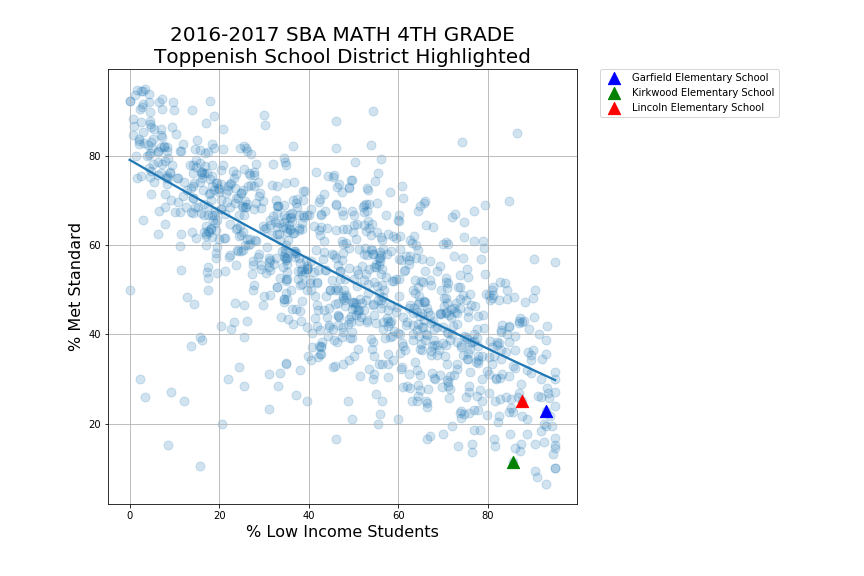 2016-2017 SBA MATH 4TH GRADE
Toppenish School District Highlighted
Garfield Elementary School
Kirkwood Elementary School
Lincoln Elementary School
% Met Standard
80
60
40
20
0 20 40 60 80
% Low Income Students